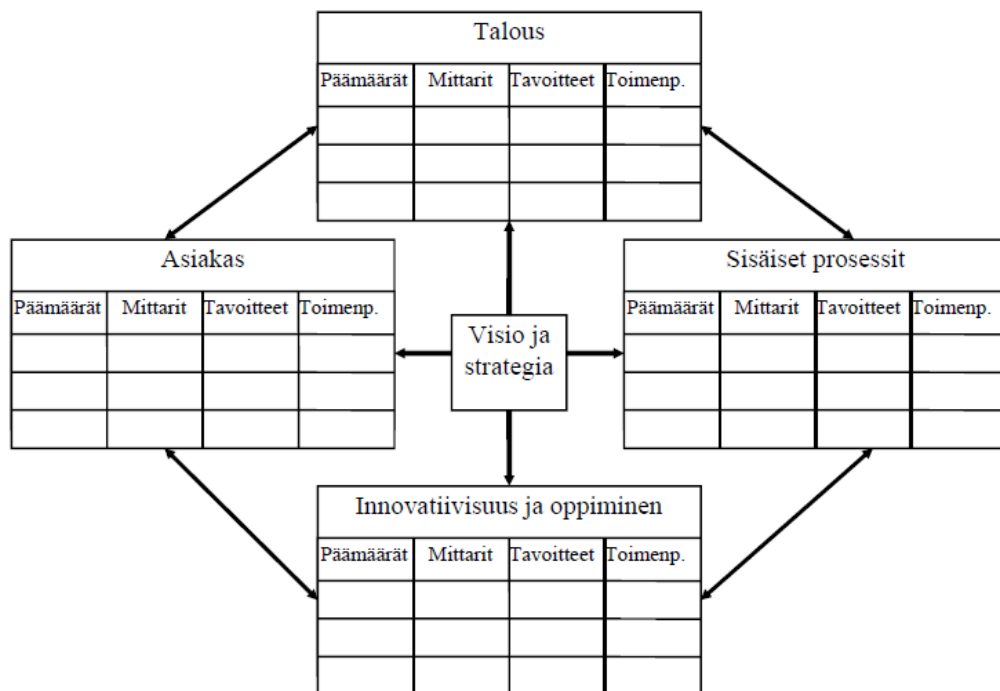 Talous
Päämäärät Mittarit Tavoitteet Toimenp.
Asiakas
Päämäärät Mittarit Tavoitteet Toimenp.
Visio ja
strategia
Sisäiset prosessit
Päämäärät Mittarit Tavoitteet Toimenp.
Innovatiivisuus ja oppiminen
Päämäärät Mittarit Tavoitteet Toimenp.